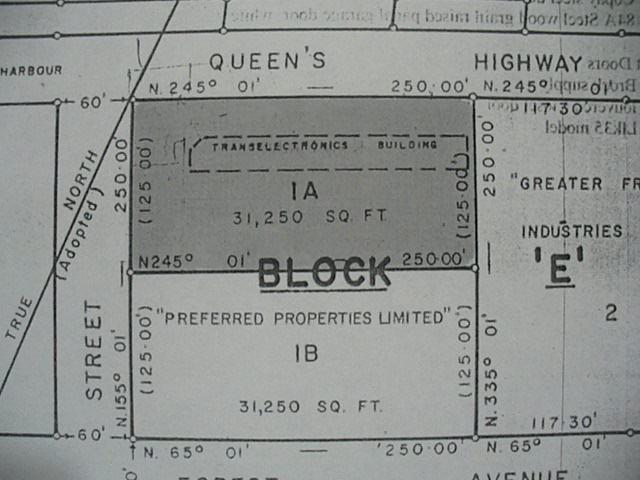 QUEEN'S HIGHWAY
HARBOUR
N. 245° 01' — 250.00' N. 245° 01'
60'
117·30'
TRANSELECTRONICS BUILDING
250·00'
(125·00')
1A
(125·00')
250·00'
31,250 SQ. FT.
"GREATER FR
INDUSTRIES
'E'
2
NORTH
(Adopted)
TRUE
N245° 01' 250·00'
BLOCK
"PREFERRED PROPERTIES LIMITED"
(125·00')
1B
(125·00')
31,250 SQ. FT.
STREET
N.155° 01'
N. 335° 01'
117·30'
60'
N. 65° 01' — 250·00' N. 65° 01'
AVENUE